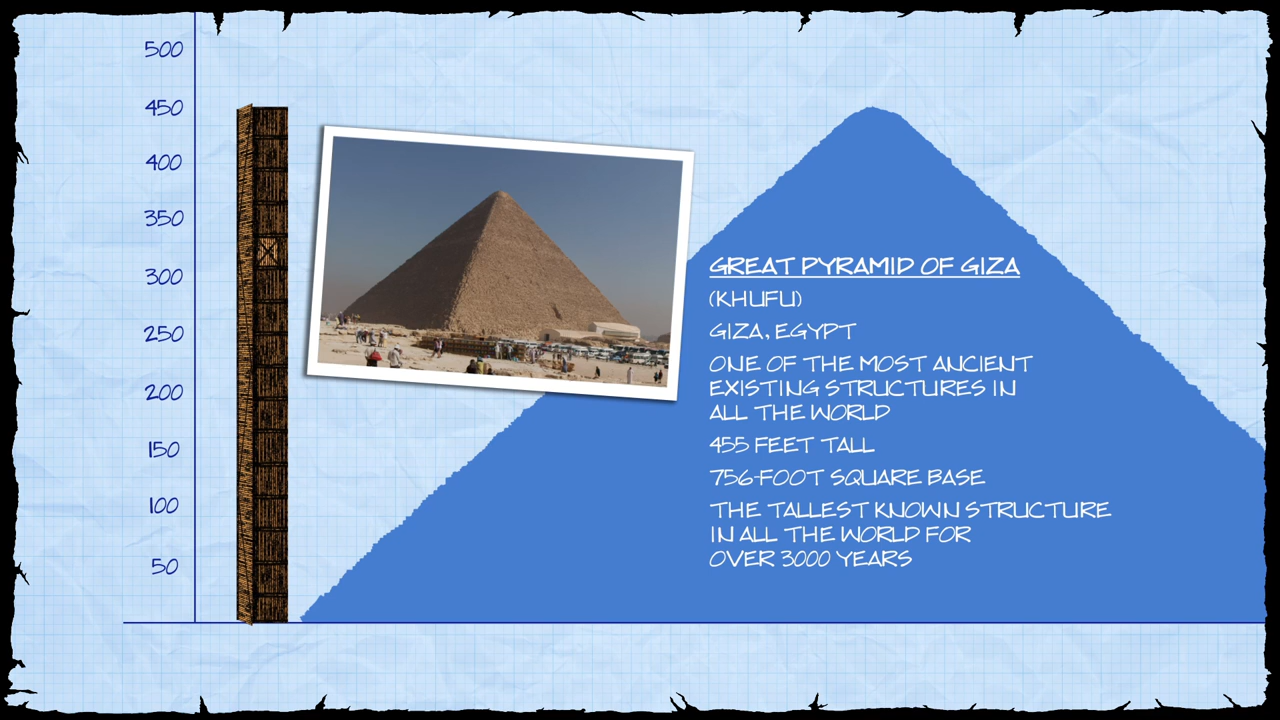 500
450
400
350
300
250
200
150
100
50
GREAT PYRAMID OF GIZA
(KHUFU)
GIZA, EGYPT
ONE OF THE MOST ANCIENT
EXISTING STRUCTURES IN
ALL THE WORLD
455 FEET TALL
756-FOOT SQUARE BASE
THE TALLEST KNOWN STRUCTURE
IN ALL THE WORLD FOR
OVER 3000 YEARS